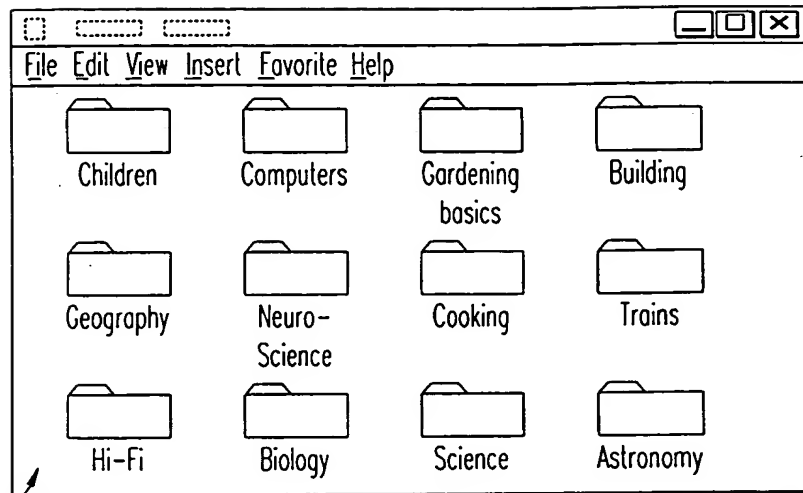 File Edit View Insert Favorite Help
Children Computers Gardening Building
basics
Geography Neuro- Cooking Trains
Science
Hi-Fi Biology Science Astronomy